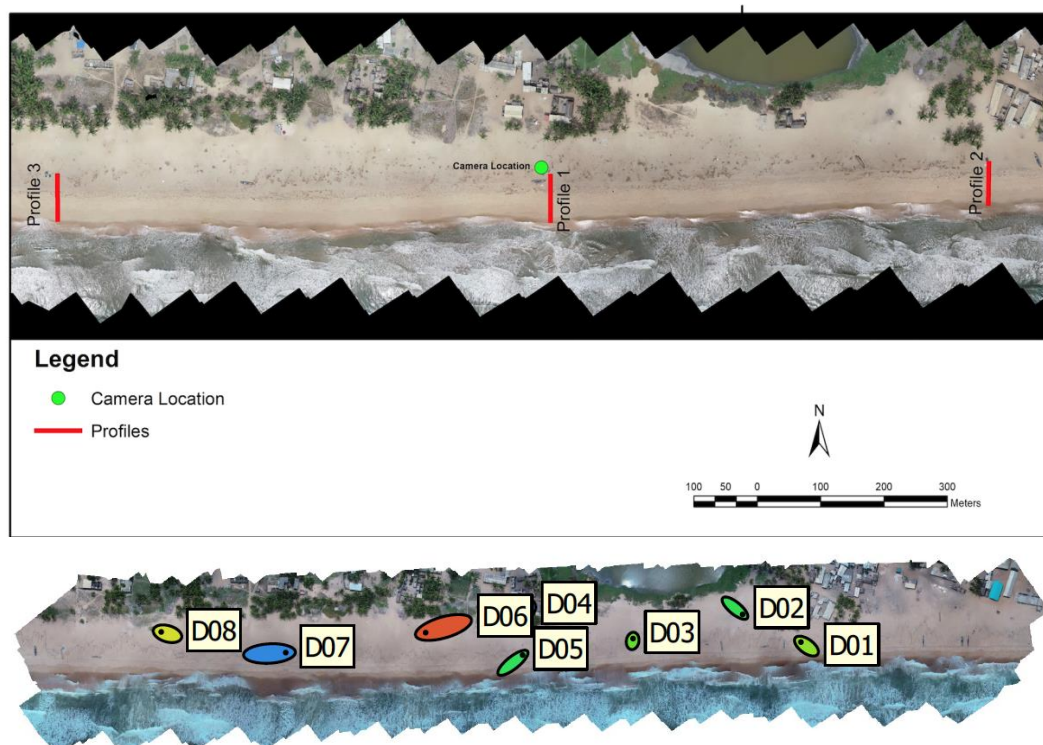 Camera Location
Profile 3
Profile 1
Profile 2
Legend
Camera Location
Profiles
N
100 50 0 100 200 300
Meters
D04
D02
D06
D08
D03
D01
D07
D05